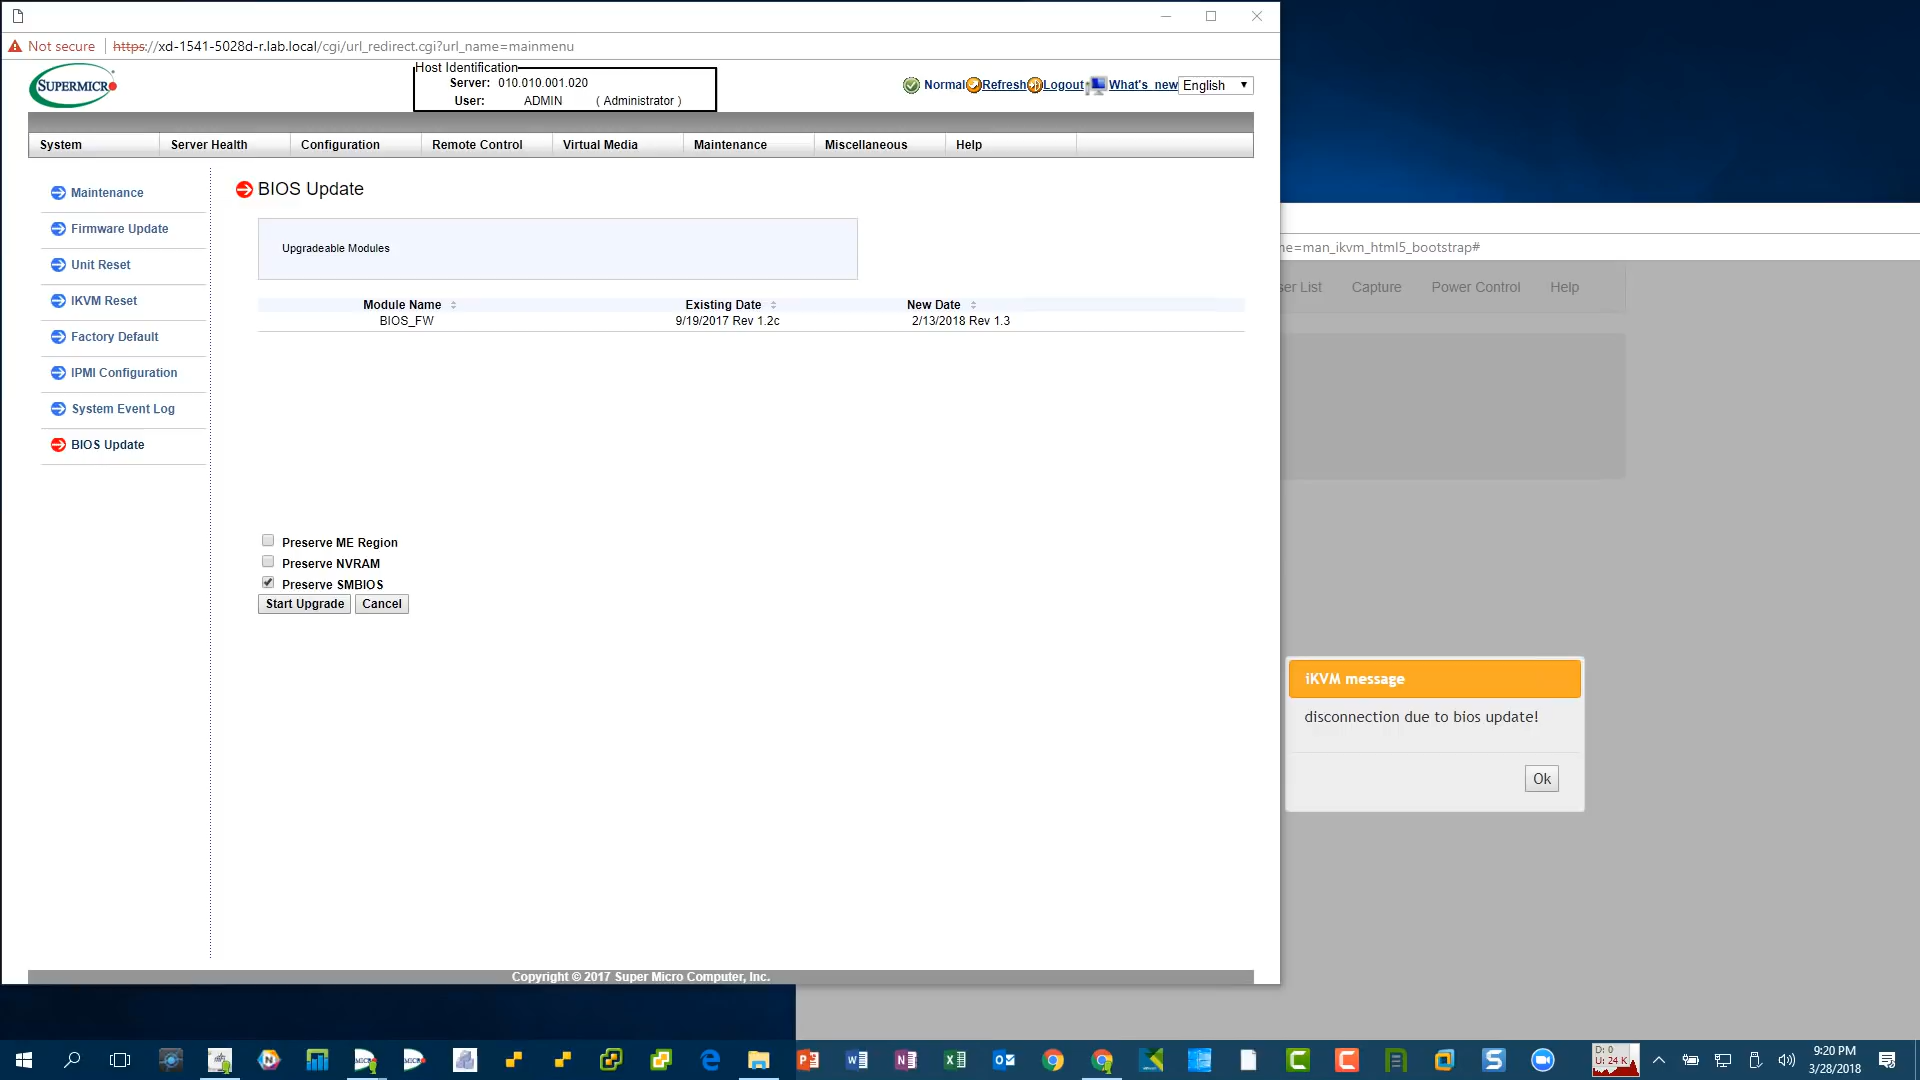 Not secure
https://xd-1541-5028d-r.lab.local/cgi/url_redirect.cgi?url_name=mainmenu
SUPERMICR
Host Identification
Server: 010.010.001.020
User: ADMIN ( Administrator )
Normal Refresh Logout What's new English
System Server Health Configuration Remote Control Virtual Media Maintenance Miscellaneous Help
Maintenance
Firmware Update
Unit Reset
IKVM Reset
Factory Default
IPMI Configuration
System Event Log
BIOS Update
BIOS Update
Upgradeable Modules
Module Name Existing Date New Date
BIOS_FW 9/19/2017 Rev 1.2c 2/13/2018 Rev 1.3
Preserve ME Region
Preserve NVRAM
Preserve SMBIOS
Start Upgrade Cancel
Copyright © 2017 Super Micro Computer, Inc.
=man_ikvm_html5_bootstrap#
List Capture Power Control Help
iKVM message
disconnection due to bios update!
Ok
D: 0
U: 24 K
9:20 PM
3/28/2018